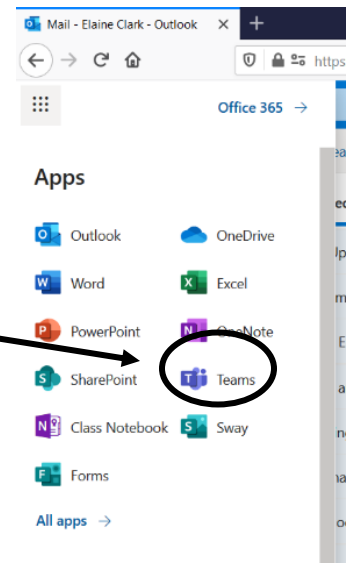 Mail - Elaine Clark - Outlook
https
Office 365 →
Apps
Outlook OneDrive
Word Excel
PowerPoint OneNote
SharePoint Teams
Class Notebook Sway
Forms
All apps →